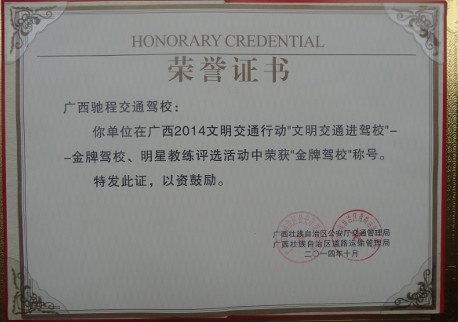 HONORARY CREDENTIAL
荣誉证书
广西驰程交通驾校：
你单位在广西2014文明交通行动"文明交通进驾校"-
-金牌驾校、明星教练评选活动中荣获"金牌驾校"称号。
特发此证，以资鼓励。
广西壮族自治区公安厅交通管理局
广西壮族自治区道路运输管理局
二〇一四年十月